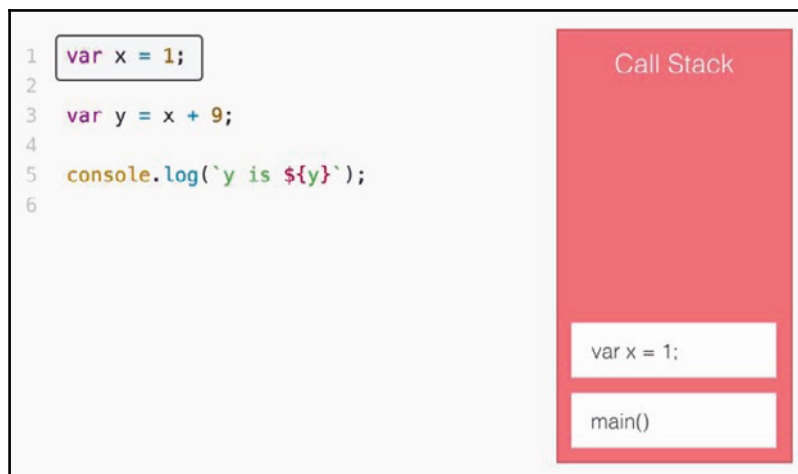 1 var x = 1;
2
3 var y = x + 9;
4
5 console.log(`y is ${y}`);
6
Call Stack
var x = 1;
main()